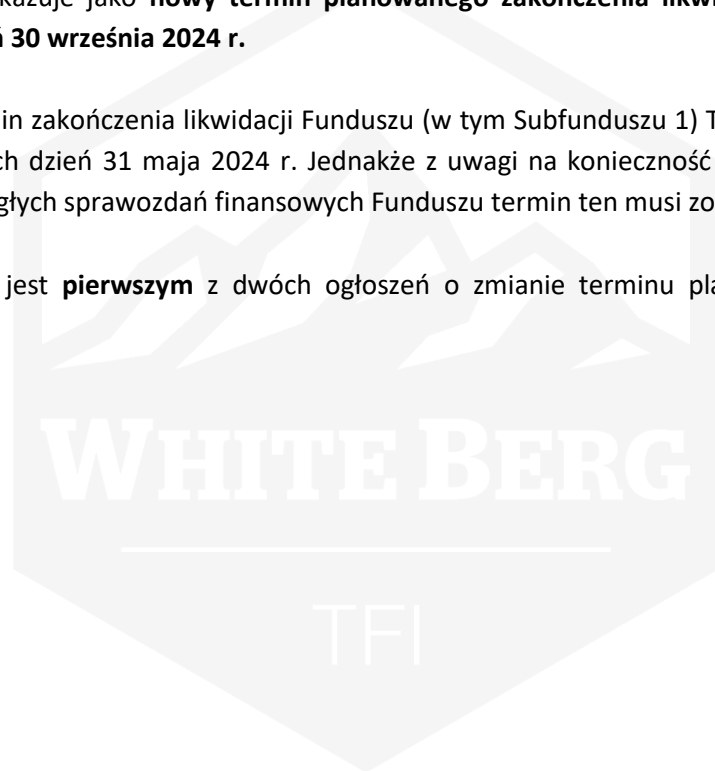 kazuje jako nowy termin planowanego zakończenia likwi
30 września 2024 r.
in zakończenia likwidacji Funduszu (w tym Subfunduszu 1) T
ch dzień 31 maja 2024 r. Jednakże z uwagi na konieczność
głych sprawozdań finansowych Funduszu termin ten musi zo
jest pierwszym z dwóch ogłoszeń o zmianie terminu pla
WHITE BERG
TFI